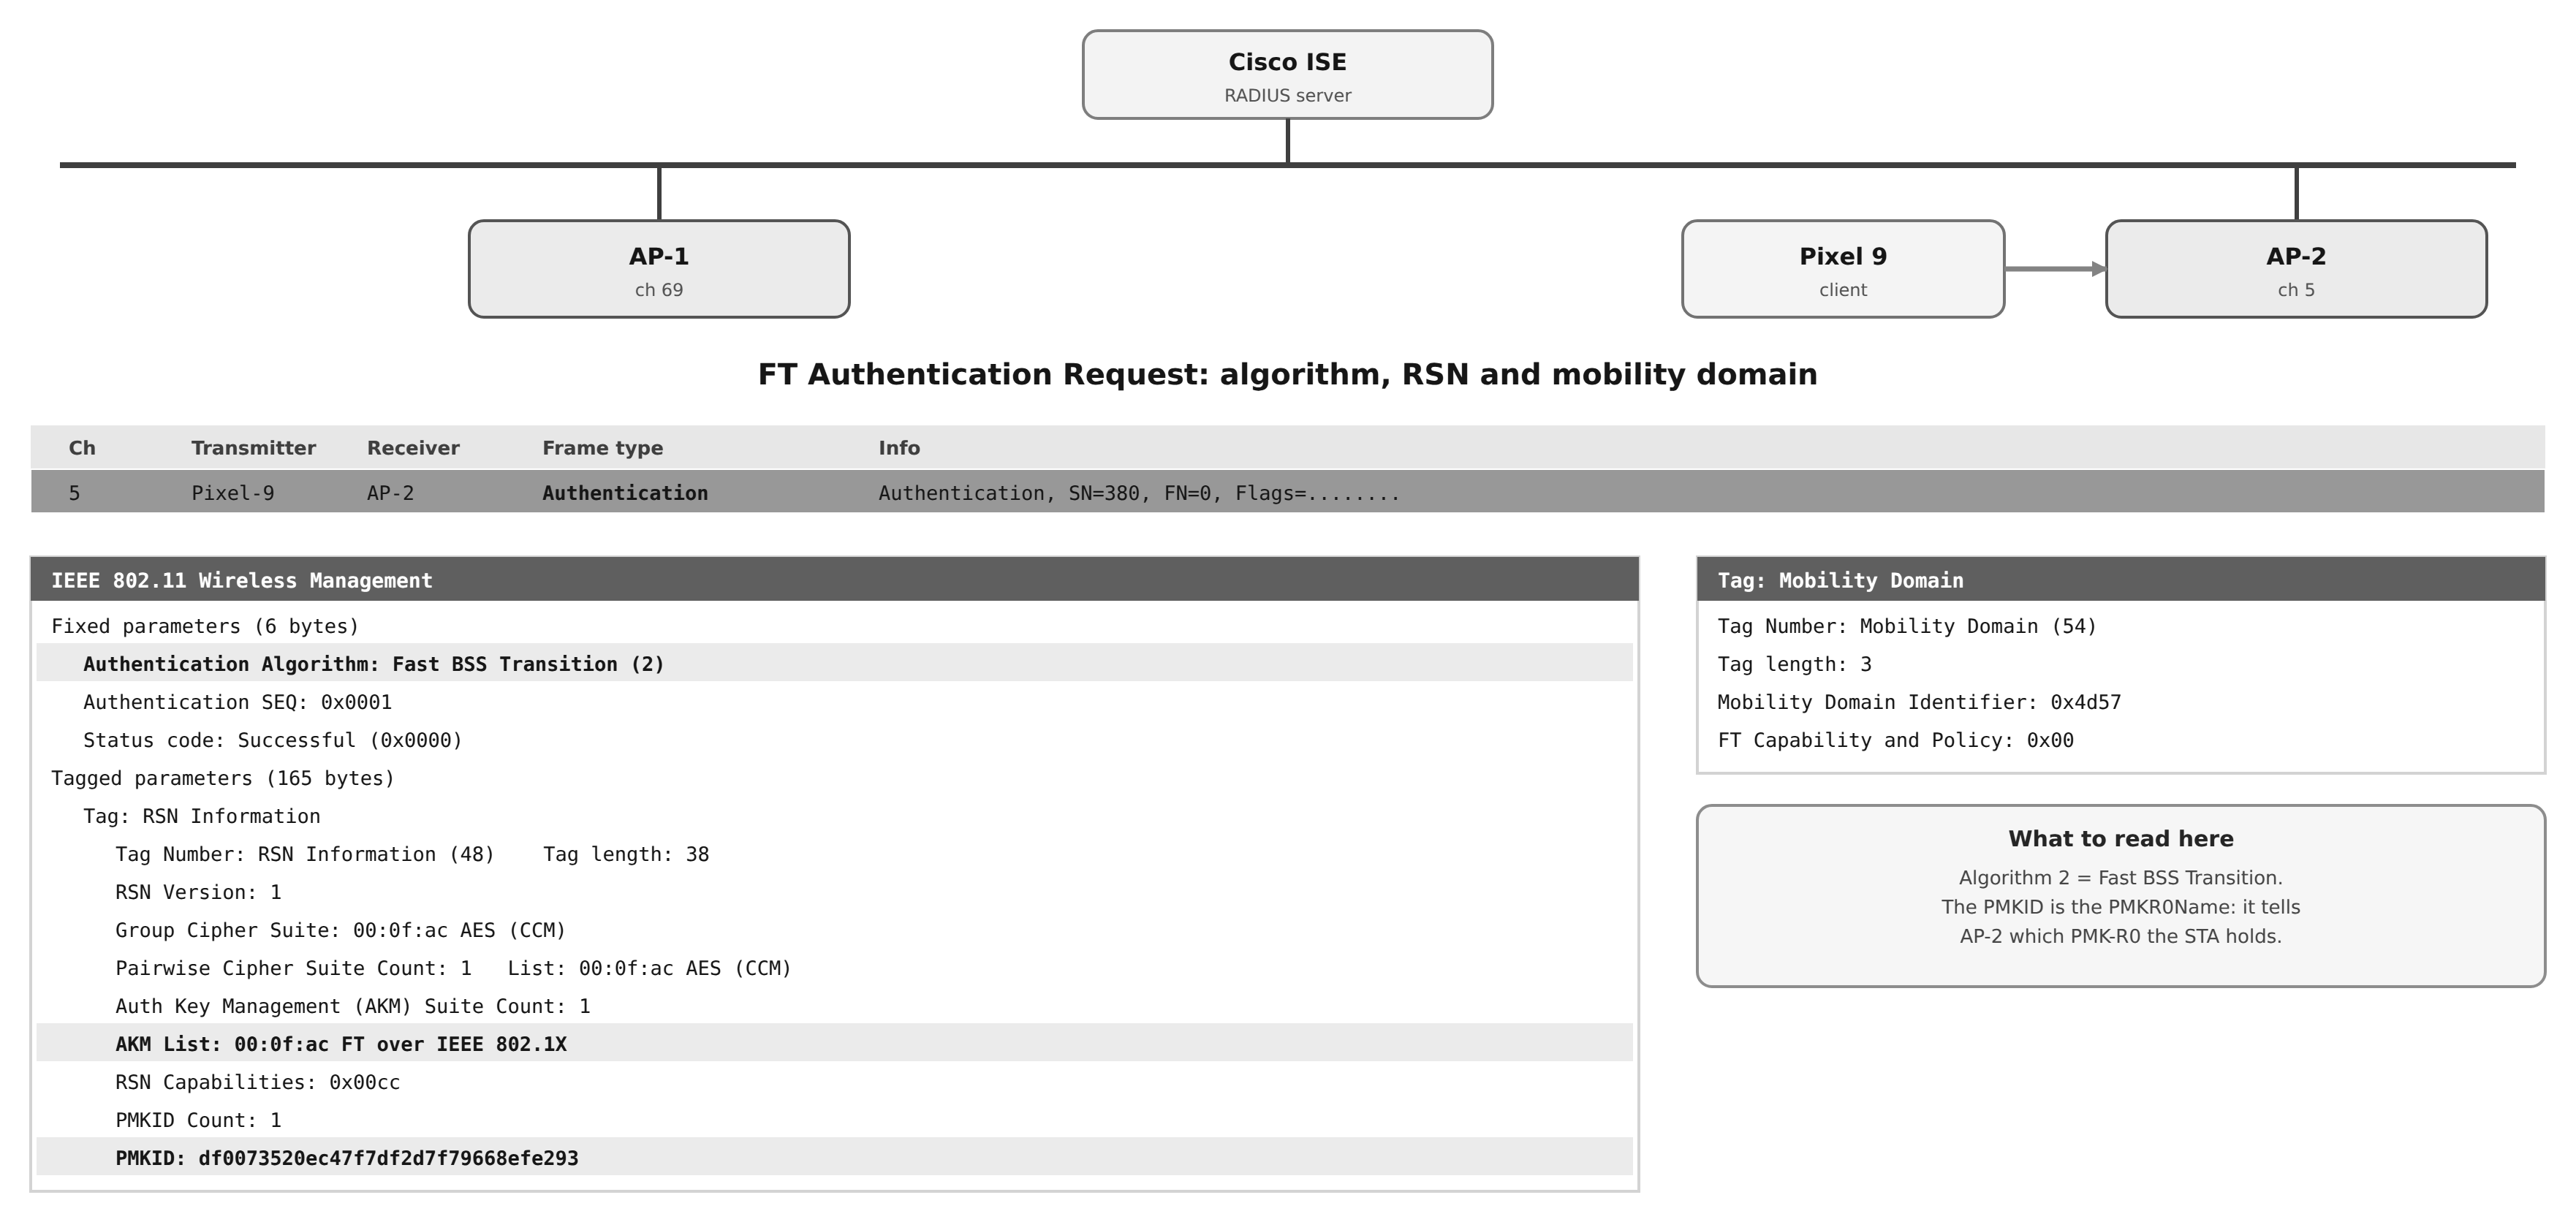 Cisco ISE
RADIUS server
AP-1
ch 69
Pixel 9
client
AP-2
ch 5
FT Authentication Request: algorithm, RSN and mobility domain
Ch Transmitter Receiver Frame type Info
5 Pixel-9 AP-2 Authentication Authentication, SN=380, FN=0, Flags=........
IEEE 802.11 Wireless Management
Fixed parameters (6 bytes)
Authentication Algorithm: Fast BSS Transition (2)
Authentication SEQ: 0x0001
Status code: Successful (0x0000)
Tagged parameters (165 bytes)
Tag: RSN Information
Tag Number: RSN Information (48) Tag length: 38
RSN Version: 1
Group Cipher Suite: 00:0f:ac AES (CCM)
Pairwise Cipher Suite Count: 1 List: 00:0f:ac AES (CCM)
Auth Key Management (AKM) Suite Count: 1
AKM List: 00:0f:ac FT over IEEE 802.1X
RSN Capabilities: 0x00cc
PMKID Count: 1
PMKID: df0073520ec47f7df2d7f79668efe293
Tag: Mobility Domain
Tag Number: Mobility Domain (54)
Tag length: 3
Mobility Domain Identifier: 0x4d57
FT Capability and Policy: 0x00
What to read here
Algorithm 2 = Fast BSS Transition.
The PMKID is the PMKR0Name: it tells
AP-2 which PMK-R0 the STA holds.